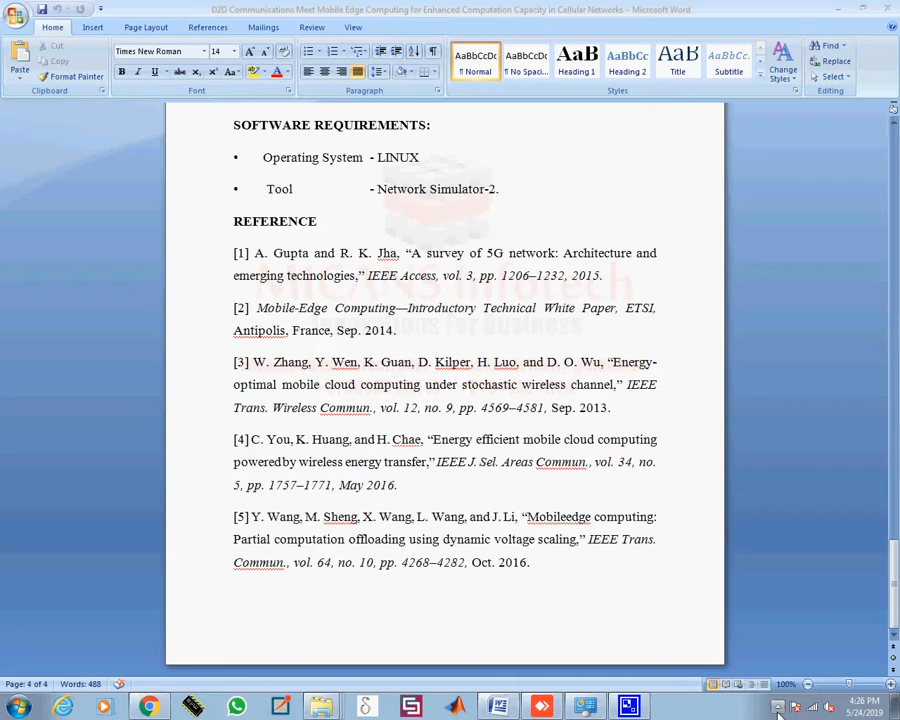 D2D Communications Meet Mobile Edge Computing for Enhanced Computation Capacity in Cellular Networks - Microsoft Word
Home Insert Page Layout References Mailings Review View
Cut
Copy
Format Painter
Paste
Clipboard
Times New Roman 14
Font
Paragraph
AaBbCcDc AaBbCcDc AaB AaBbCc AaB AaBbCc.
¶ Normal ¶ No Spaci... Heading 1 Heading 2 Title Subtitle
Change Styles
Styles
Find
Replace
Select
Editing
SOFTWARE REQUIREMENTS:
• Operating System - LINUX
• Tool - Network Simulator-2.
REFERENCE
[1] A. Gupta and R. K. Jha, “A survey of 5G network: Architecture and
emerging technologies,” IEEE Access, vol. 3, pp. 1206–1232, 2015.
MICANS Infotech
[2] Mobile-Edge Computing—Introductory Technical White Paper, ETSI,
Antipolis, France, Sep. 2014.
[3] W. Zhang, Y. Wen, K. Guan, D. Kilper, H. Luo, and D. O. Wu, “Energy-
optimal mobile cloud computing under stochastic wireless channel,” IEEE
Trans. Wireless Commun., vol. 12, no. 9, pp. 4569–4581, Sep. 2013.
[4] C. You, K. Huang, and H. Chae, “Energy efficient mobile cloud computing
powered by wireless energy transfer,” IEEE J. Sel. Areas Commun., vol. 34, no.
5, pp. 1757–1771, May 2016.
[5] Y. Wang, M. Sheng, X. Wang, L. Wang, and J. Li, “Mobileedge computing:
Partial computation offloading using dynamic voltage scaling,” IEEE Trans.
Commun., vol. 64, no. 10, pp. 4268–4282, Oct. 2016.
Page: 4 of 4 Words: 488 100%
4:26 PM
5/24/2019